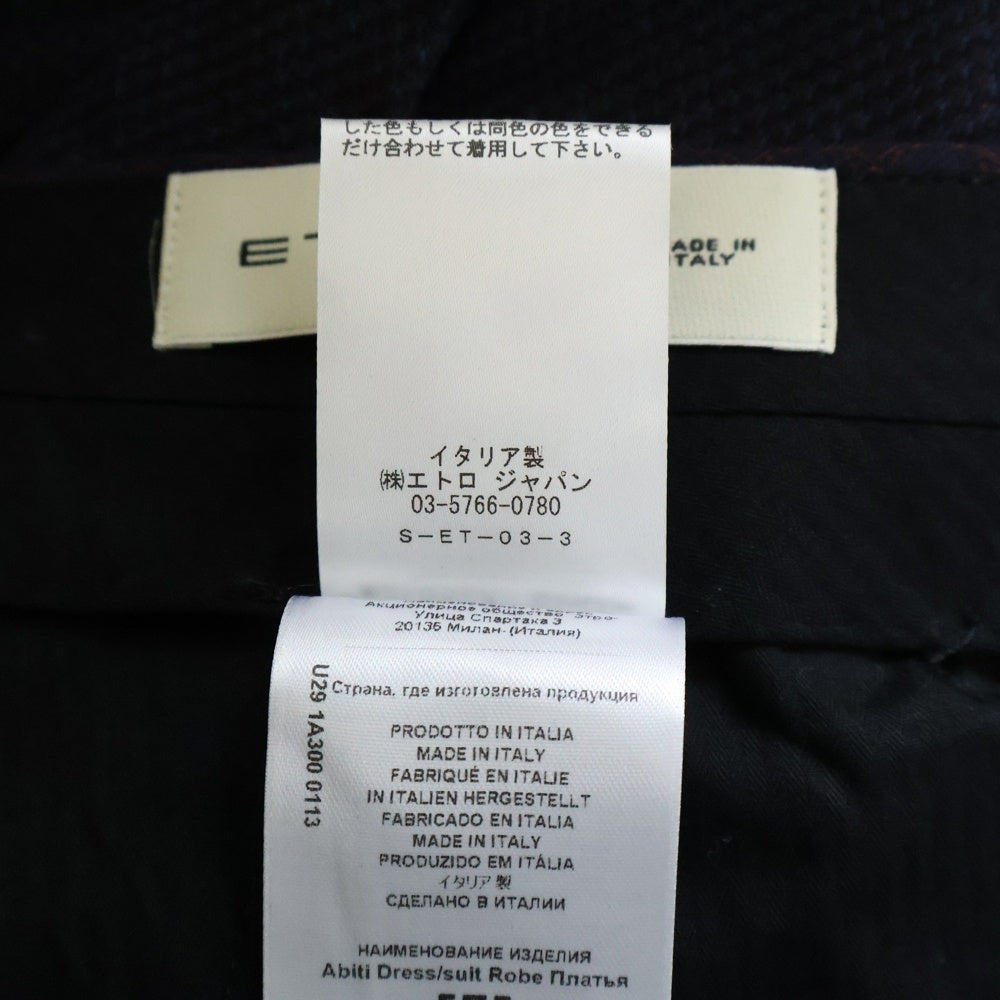 した色もしくは同色の色をできる
だけ合わせて着用して下さい。
E
ADE IN
TALY
イタリア製
㈱エトロ ジャパン
03-5766-0780
S-ET-03-3
Акционерное общество Этро-
Улица Спартака 3
20135 Милан-(Италия)
U29 1A300 0113
Страна, где изготовлена продукция
PRODOTTO IN ITALIA
MADE IN ITALY
FABRIQUÉ EN ITALIE
IN ITALIEN HERGESTELLT
FABRICADO EN ITALIA
MADE IN ITALY
PRODUZIDO EM ITÁLIA
イタリア製
СДЕЛАНО В ИТАЛИИ
НАИМЕНОВАНИЕ ИЗДЕЛИЯ
Abiti Dress/suit Robe Платья